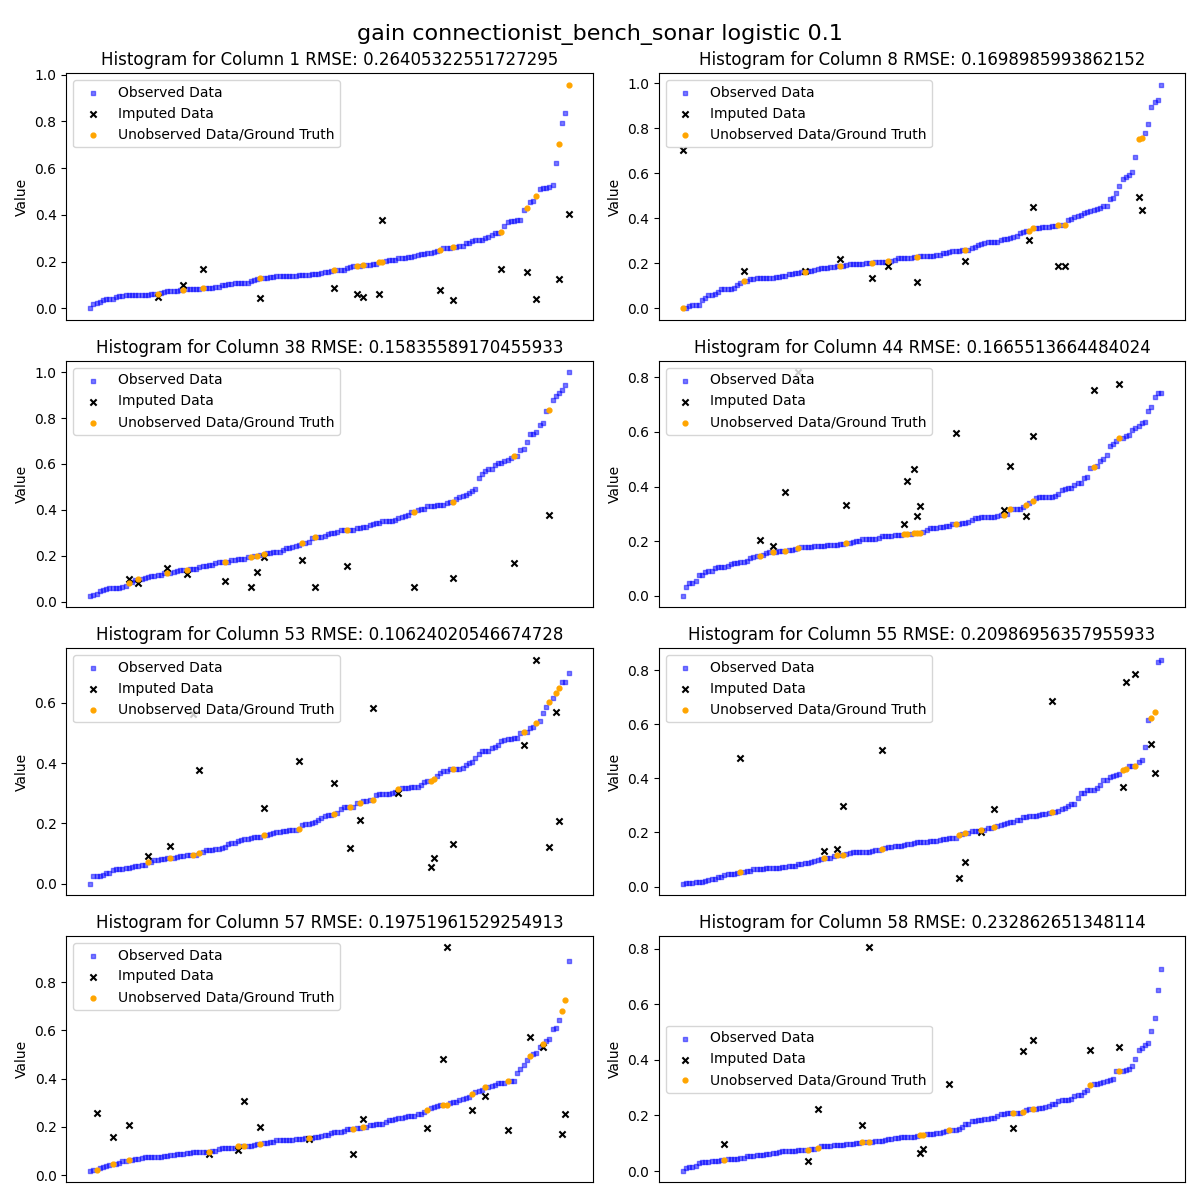 gain connectionist_bench_sonar logistic 0.1
Histogram for Column 1 RMSE: 0.26405322551727295
Value
1.0
0.8
0.6
0.4
0.2
0.0
Observed Data
Imputed Data
Unobserved Data/Ground Truth
Histogram for Column 8 RMSE: 0.1698985993862152
Value
1.0
0.8
0.6
0.4
0.2
0.0
Observed Data
Imputed Data
Unobserved Data/Ground Truth
Histogram for Column 38 RMSE: 0.15835589170455933
Value
1.0
0.8
0.6
0.4
0.2
0.0
Observed Data
Imputed Data
Unobserved Data/Ground Truth
Histogram for Column 44 RMSE: 0.1665513664484024
Value
0.8
0.6
0.4
0.2
0.0
Observed Data
Imputed Data
Unobserved Data/Ground Truth
Histogram for Column 53 RMSE: 0.10624020546674728
Value
0.6
0.4
0.2
0.0
Observed Data
Imputed Data
Unobserved Data/Ground Truth
Histogram for Column 55 RMSE: 0.20986956357955933
Value
0.8
0.6
0.4
0.2
0.0
Observed Data
Imputed Data
Unobserved Data/Ground Truth
Histogram for Column 57 RMSE: 0.19751961529254913
Value
0.8
0.6
0.4
0.2
0.0
Observed Data
Imputed Data
Unobserved Data/Ground Truth
Histogram for Column 58 RMSE: 0.232862651348114
Value
0.8
0.6
0.4
0.2
0.0
Observed Data
Imputed Data
Unobserved Data/Ground Truth